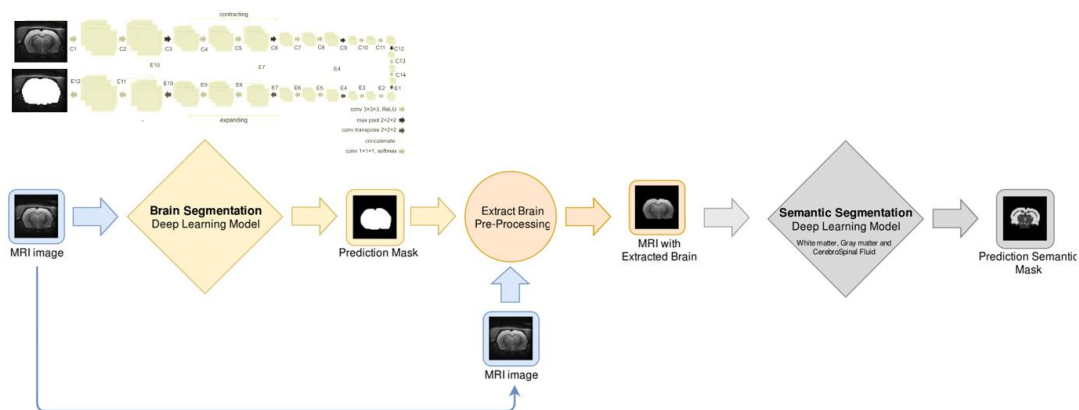 contracting
C1 C2 C3 C4 C5 C6 C7 C8 C9 C10 C11 C12
C13
E10 E7 E4
C14
E12 E11 E10 E9 E8 E7 E6 E5 E4 E3 E2 E1
conv 3×3×3, ReLU
expanding
max pool 2×2×2
conv transpose 2×2×2
concatenate
conv 1×1×1, softmax
MRI image
Brain Segmentation
Deep Learning Model
Prediction Mask
Extract Brain
Pre-Processing
MRI image
MRI with
Extracted Brain
Semantic Segmentation
Deep Learning Model
White matter, Gray matter and
CerebroSpinal Fluid
Prediction Semantic
Mask